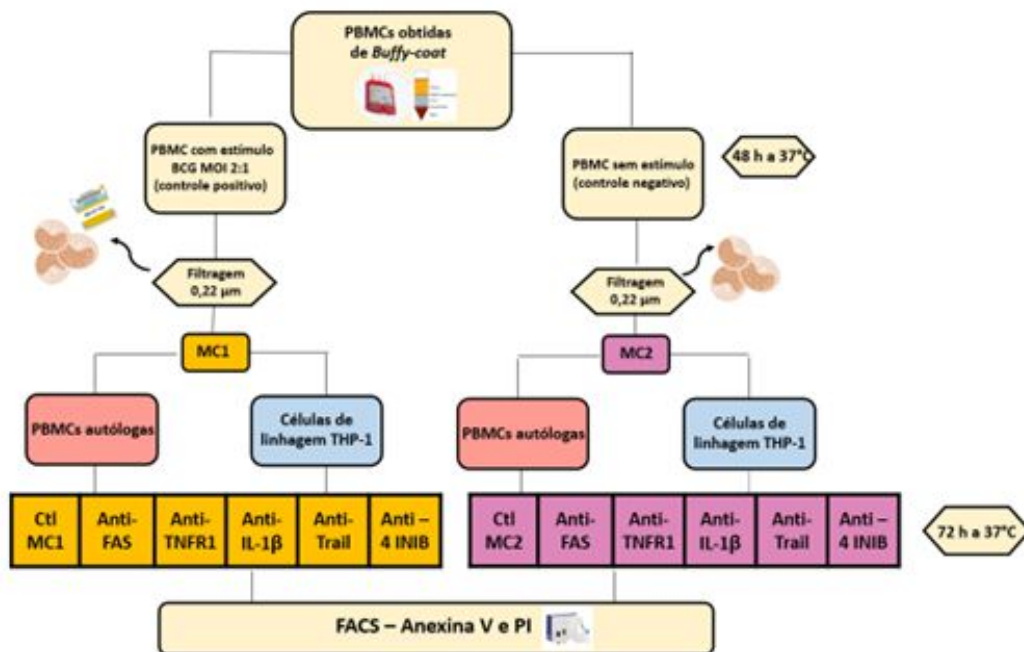 PBMCs obtidas
de Buffy-coat
PBMC com estímulo
BCG MOI 2:1
(controle positivo)
PBMC sem estímulo
(controle negativo)
48 h a 37°C
Filtragem
0,22 µm
Filtragem
0,22 µm
MC1
MC2
PBMCs autólogas
Células de
linhagem THP-1
PBMCs autólogas
Células de
linhagem THP-1
Ctl
MC1
Anti-
FAS
Anti-
TNFR1
Anti-
IL-1β
Anti-
Trail
Anti –
4 INIB
Ctl
MC2
Anti-
FAS
Anti-
TNFR1
Anti-
IL-1β
Anti-
Trail
Anti –
4 INIB
72 h a 37°C
FACS – Anexina V e PI